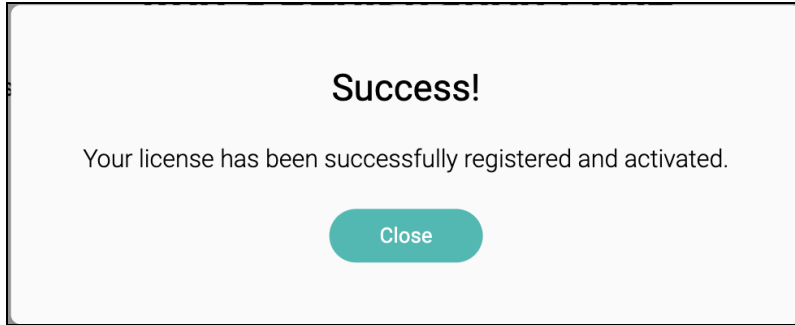 Success!
Your license has been successfully registered and activated.
Close